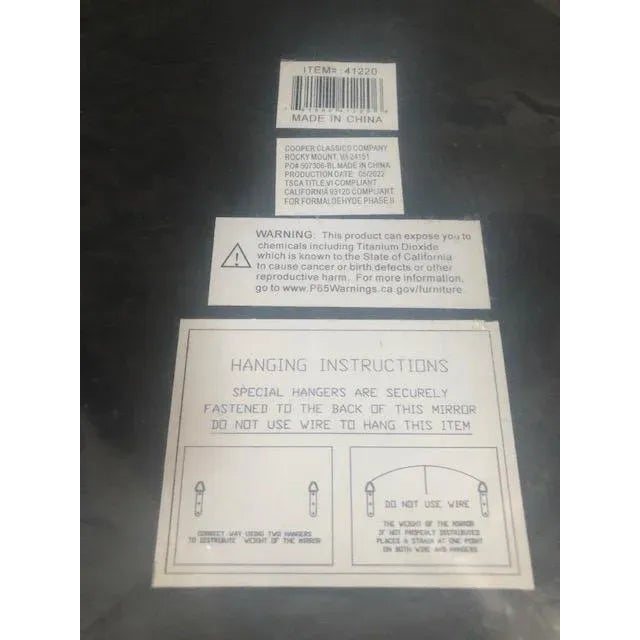 ITEM#: 41220
MADE IN CHINA
COOPER CLASSICS COMPANY
ROCKY MOUNT, VA 24151
PO# 507306-BL MADE IN CHINA
PRODUCTION DATE: 05/2022
TSCA TITLE VI COMPLIANT
CALIFORNIA 93120 COMPLIANT
FOR FORMALDEHYDE PHASE II
WARNING: This product can expose you to
chemicals including Titanium Dioxide
which is known to the State of California
to cause cancer or birth defects or other
reproductive harm. For more information,
go to www.P65Warnings.ca.gov/furniture
HANGING INSTRUCTIONS
SPECIAL HANGERS ARE SECURELY
FASTENED TO THE BACK OF THIS MIRROR
DO NOT USE WIRE TO HANG THIS ITEM
CORRECT WAY USING TWO HANGERS
TO DISTRIBUTE WEIGHT OF THE MIRROR
DO NOT USE WIRE
THE WEIGHT OF THE MIRROR
IF NOT PROPERLY DISTRIBUTED
PLACES A STRAIN AT ONE POINT
ON BOTH WIRE AND HANGERS